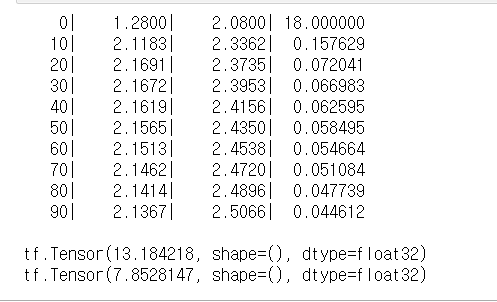 0|    1.2800|    2.0800| 18.000000
10|    2.1183|    2.3362| 0.157629
20|    2.1691|    2.3735| 0.072041
30|    2.1672|    2.3953| 0.066983
40|    2.1619|    2.4156| 0.062595
50|    2.1565|    2.4350| 0.058495
60|    2.1513|    2.4538| 0.054664
70|    2.1462|    2.4720| 0.051084
80|    2.1414|    2.4896| 0.047739
90|    2.1367|    2.5066| 0.044612
tf.Tensor(13.184218, shape=(), dtype=float32)
tf.Tensor(7.8528147, shape=(), dtype=float32)